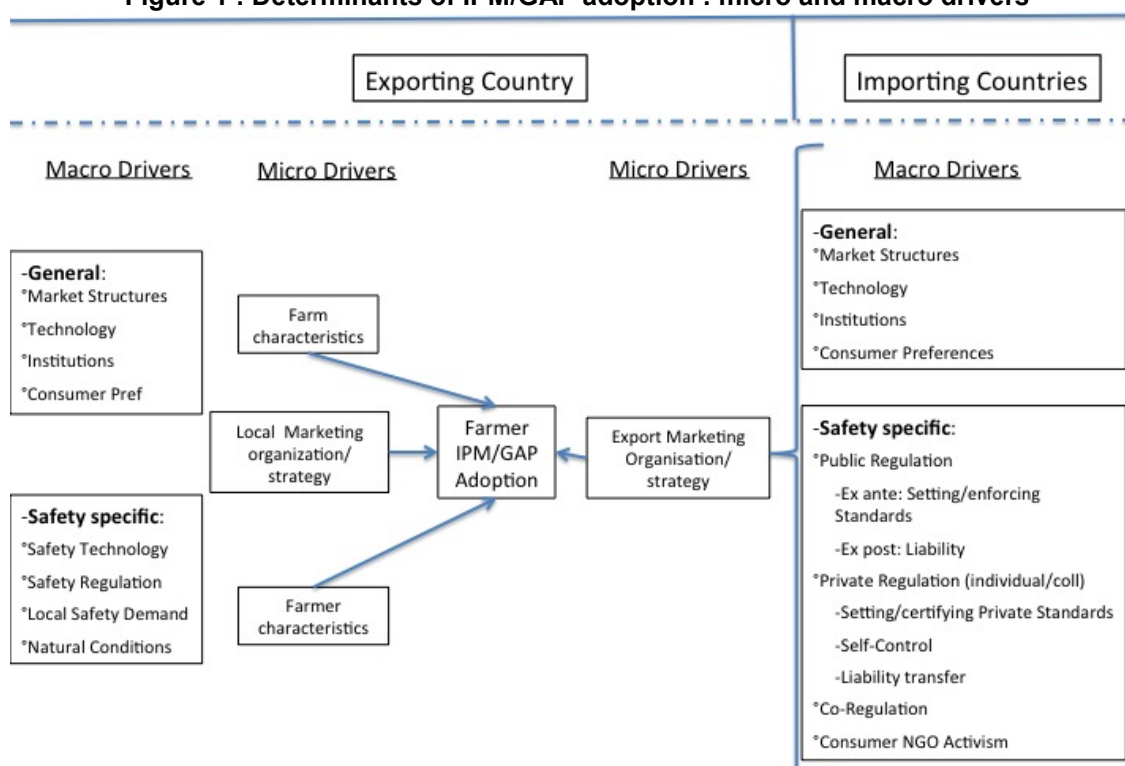 Figure 1 : Determinants of IPM/GAP adoption : micro and macro drivers
Exporting Country
Importing Countries
Macro Drivers
Micro Drivers
Micro Drivers
Macro Drivers
-General:
°Market Structures
°Technology
°Institutions
°Consumer Pref
-Safety specific:
°Safety Technology
°Safety Regulation
°Local Safety Demand
°Natural Conditions
Farm
characteristics
Local Marketing
organization/
strategy
Farmer
characteristics
Farmer
IPM/GAP
Adoption
Export Marketing
Organisation/
strategy
-General:
°Market Structures
°Technology
°Institutions
°Consumer Preferences
-Safety specific:
°Public Regulation
-Ex ante: Setting/enforcing
Standards
-Ex post: Liability
°Private Regulation (individual/coll)
-Setting/certifying Private Standards
-Self-Control
-Liability transfer
°Co-Regulation
°Consumer NGO Activism